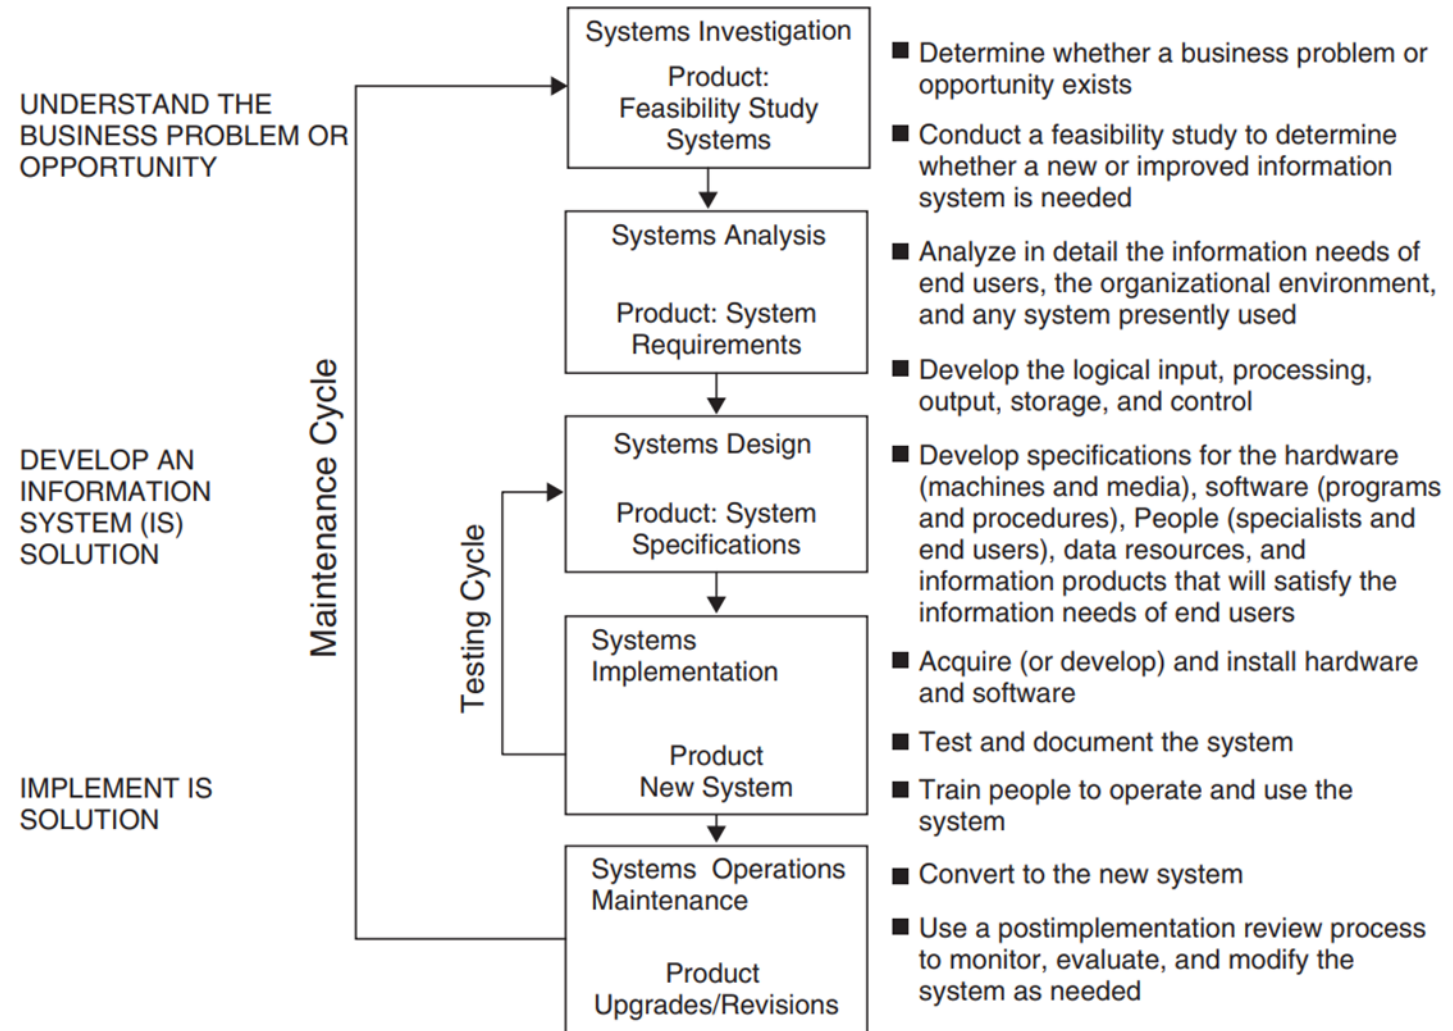 UNDERSTAND THE
BUSINESS PROBLEM OR
OPPORTUNITY
DEVELOP AN
INFORMATION
SYSTEM (IS)
SOLUTION
IMPLEMENT IS
SOLUTION
Maintenance Cycle
Testing Cycle
Systems Investigation
Product:
Feasibility Study
Systems
Systems Analysis
Product: System
Requirements
Systems Design
Product: System
Specifications
Systems
Implementation
Product
New System
Systems Operations
Maintenance
Product
Upgrades/Revisions
■ Determine whether a business problem or
opportunity exists
■ Conduct a feasibility study to determine
whether a new or improved information
system is needed
■ Analyze in detail the information needs of
end users, the organizational environment,
and any system presently used
■ Develop the logical input, processing,
output, storage, and control
■ Develop specifications for the hardware
(machines and media), software (programs
and procedures), People (specialists and
end users), data resources, and
information products that will satisfy the
information needs of end users
■ Acquire (or develop) and install hardware
and software
■ Test and document the system
■ Train people to operate and use the
system
■ Convert to the new system
■ Use a postimplementation review process
to monitor, evaluate, and modify the
system as needed